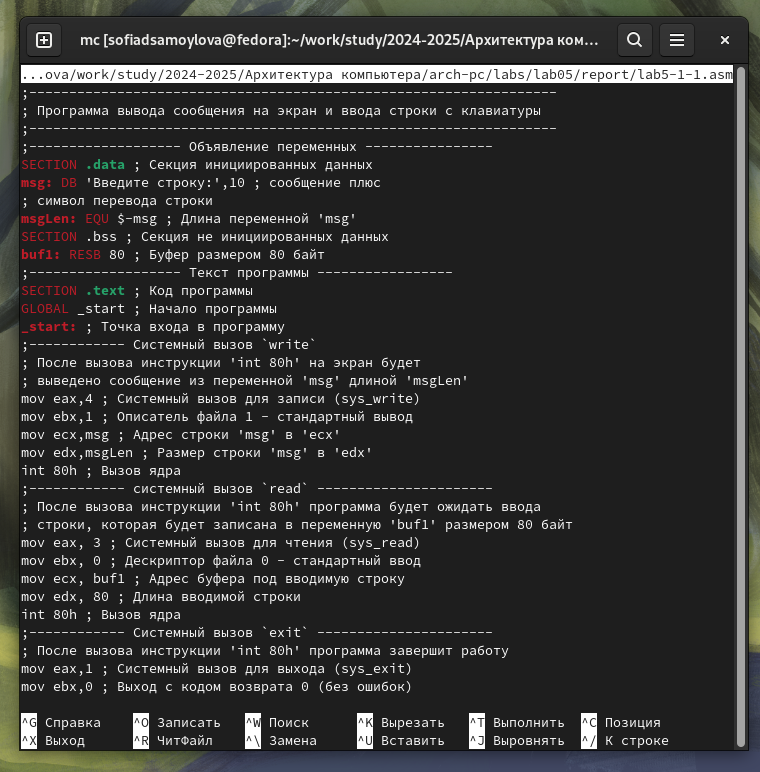 mc [sofiadsamoylova@fedora]:~/work/study/2024-2025/Архитектура ком...
...ova/work/study/2024-2025/Архитектура компьютера/arch-pc/labs/lab05/report/lab5-1-1.asm
;------------------------------------------------------------------
; Программа вывода сообщения на экран и ввода строки с клавиатуры
;------------------------------------------------------------------
;------------------- Объявление переменных ----------------
SECTION .data ; Секция инициированных данных
msg: DB 'Введите строку:',10 ; сообщение плюс
; символ перевода строки
msgLen: EQU $-msg ; Длина переменной 'msg'
SECTION .bss ; Секция не инициированных данных
buf1: RESB 80 ; Буфер размером 80 байт
;------------------- Текст программы -----------------
SECTION .text ; Код программы
GLOBAL _start ; Начало программы
_start: ; Точка входа в программу
;------------ Cистемный вызов `write`
; После вызова инструкции 'int 80h' на экран будет
; выведено сообщение из переменной 'msg' длиной 'msgLen'
mov eax,4 ; Системный вызов для записи (sys_write)
mov ebx,1 ; Описатель файла 1 - стандартный вывод
mov ecx,msg ; Адрес строки 'msg' в 'ecx'
mov edx,msgLen ; Размер строки 'msg' в 'edx'
int 80h ; Вызов ядра
;------------ системный вызов `read` ----------------------
; После вызова инструкции 'int 80h' программа будет ожидать ввода
; строки, которая будет записана в переменную 'buf1' размером 80 байт
mov eax, 3 ; Системный вызов для чтения (sys_read)
mov ebx, 0 ; Дескриптор файла 0 - стандартный ввод
mov ecx, buf1 ; Адрес буфера под вводимую строку
mov edx, 80 ; Длина вводимой строки
int 80h ; Вызов ядра
;------------ Системный вызов `exit` ----------------------
; После вызова инструкции 'int 80h' программа завершит работу
mov eax,1 ; Системный вызов для выхода (sys_exit)
mov ebx,0 ; Выход с кодом возврата 0 (без ошибок)
^G Справка ^O Записать ^W Поиск ^K Вырезать ^T Выполнить ^C Позиция
^X Выход ^R ЧитФайл ^\ Замена ^U Вставить ^J Выровнять ^/ К строке